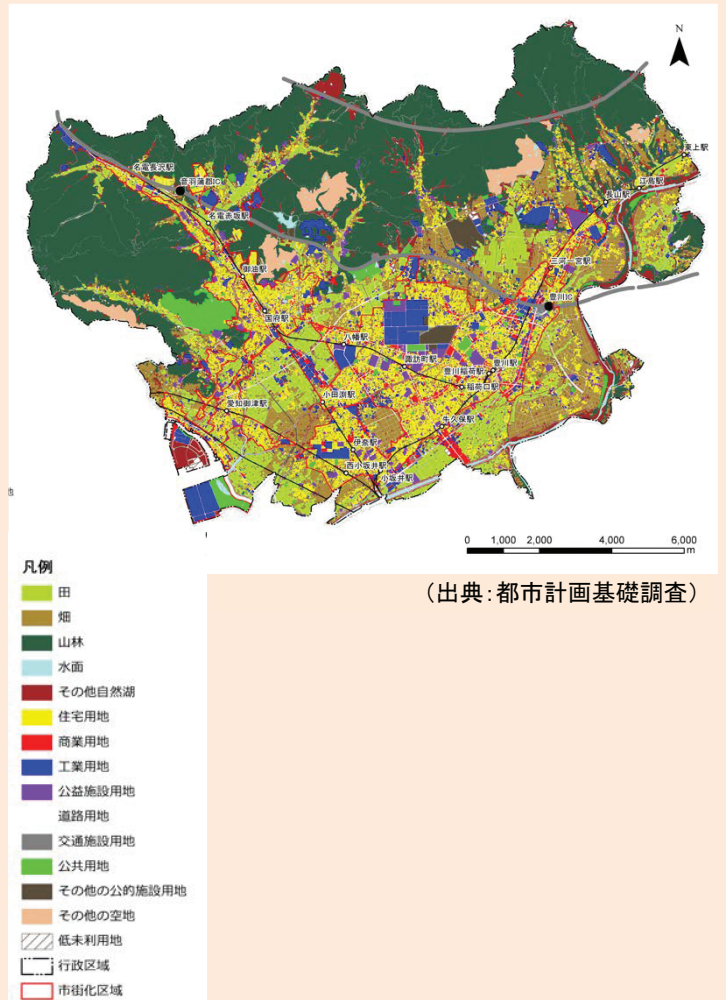 N
東上駅
江島駅
長山駅
名電長沢駅
音羽蒲郡IC
名電赤坂駅
三河一宮駅
御油駅
豊川IC
国府駅
八幡駅
諏訪町駅
豊川稲荷駅
豊川駅
稲荷口駅
小田渕駅
愛知御津駅
牛久保駅
伊奈駅
西小坂井駅
小坂井駅
地
0 1,000 2,000 4,000 6,000
m
(出典:都市計画基礎調査)
凡例
田
畑
山林
水面
その他自然湖
住宅用地
商業用地
工業用地
公益施設用地
道路用地
交通施設用地
公共用地
その他の公的施設用地
その他の空地
低未利用地
行政区域
市街化区域